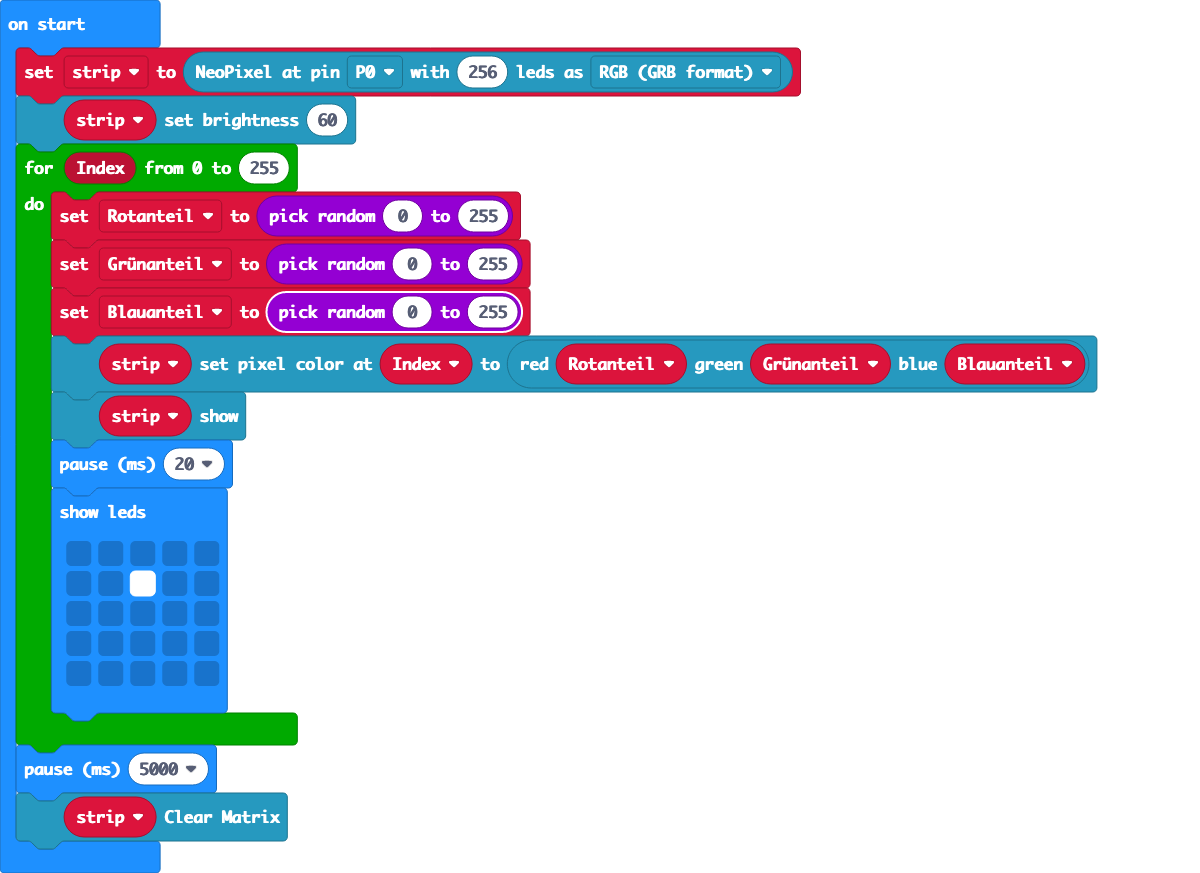 on start
set strip to NeoPixel at pin P0 with 256 leds as RGB (GRB format)
strip set brightness 60
for Index from 0 to 255
do
set Rotanteil to pick random 0 to 255
set Grünanteil to pick random 0 to 255
set Blauanteil to pick random 0 to 255
strip set pixel color at Index to red Rotanteil green Grünanteil blue Blauanteil
strip show
pause (ms) 20
show leds
pause (ms) 5000
strip Clear Matrix